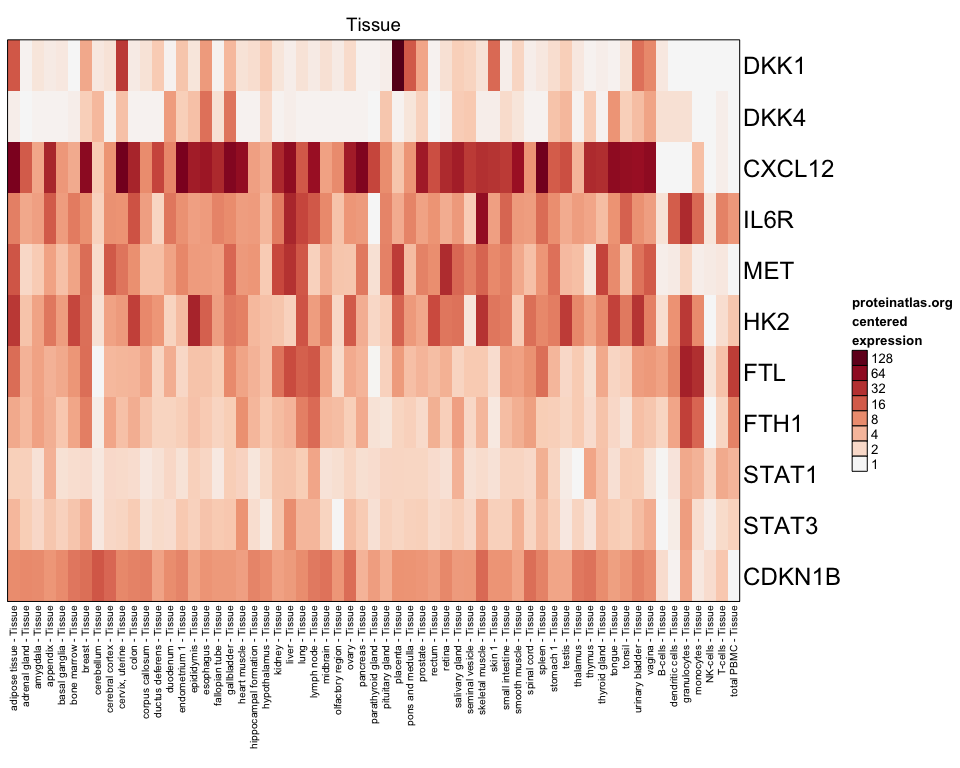 Tissue
DKK1
DKK4
CXCL12
IL6R
MET
HK2
FTL
FTH1
STAT1
STAT3
CDKN1B
proteinatlas.org
centered
expression
128
64
32
16
8
4
2
1
adipose tissue - Tissue
adrenal gland - Tissue
amygdala - Tissue
appendix - Tissue
basal ganglia - Tissue
bone marrow - Tissue
breast - Tissue
cerebellum - Tissue
cerebral cortex - Tissue
cervix, uterine - Tissue
colon - Tissue
corpus callosum - Tissue
ductus deferens - Tissue
duodenum - Tissue
endometrium 1 - Tissue
epididymis - Tissue
esophagus - Tissue
fallopian tube - Tissue
gallbladder - Tissue
heart muscle - Tissue
hippocampal formation - Tissue
hypothalamus - Tissue
kidney - Tissue
liver - Tissue
lung - Tissue
lymph node - Tissue
midbrain - Tissue
olfactory region - Tissue
ovary - Tissue
pancreas - Tissue
parathyroid gland - Tissue
pituitary gland - Tissue
placenta - Tissue
pons and medulla - Tissue
prostate - Tissue
rectum - Tissue
retina - Tissue
salivary gland - Tissue
seminal vesicle - Tissue
skeletal muscle - Tissue
skin 1 - Tissue
small intestine - Tissue
smooth muscle - Tissue
spinal cord - Tissue
spleen - Tissue
stomach 1 - Tissue
testis - Tissue
thalamus - Tissue
thymus - Tissue
thyroid gland - Tissue
tongue - Tissue
tonsil - Tissue
urinary bladder - Tissue
vagina - Tissue
B-cells - Tissue
dendritic cells - Tissue
granulocytes - Tissue
monocytes - Tissue
NK-cells - Tissue
T-cells - Tissue
total PBMC - Tissue